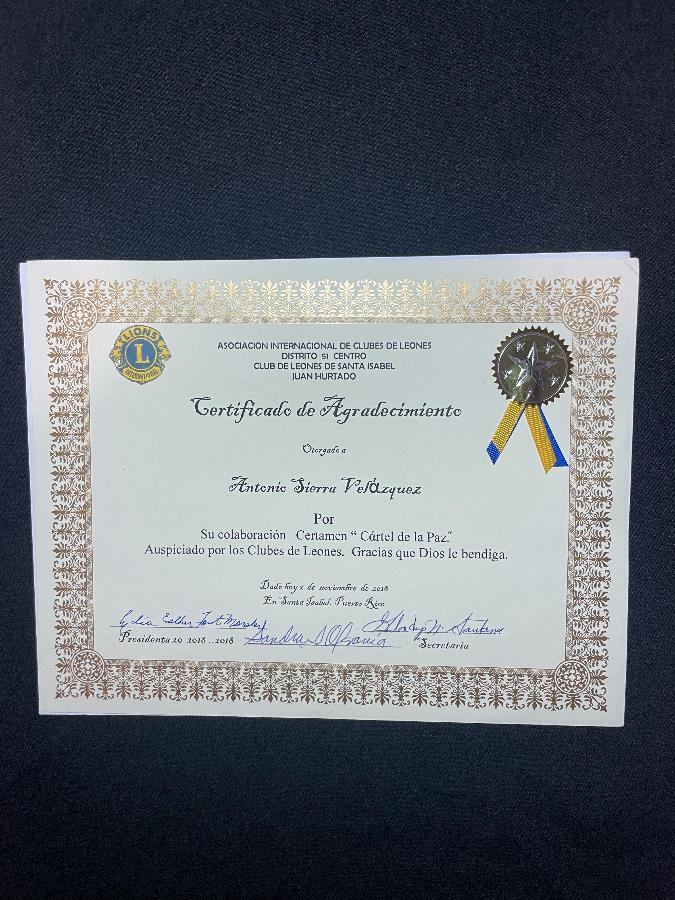 LIONS
L
INTERNATIONAL
ASOCIACION INTERNACIONAL DE CLUBES DE LEONES
DISTRITO 51 CENTRO
CLUB DE LEONES DE SANTA ISABEL
JUAN HURTADO
Certificado de Agradecimiento
Otorgado a
Antonio Sierra Velázquez
Por
Su colaboración Certamen “ Cártel de la Paz.”
Auspiciado por los Clubes de Leones. Gracias que Dios le bendiga.
Dado hoy 2 de noviembre de 2018
En Santa Isabel, Puerto Rico
Presidenta 20 2018..2018
Secretaria